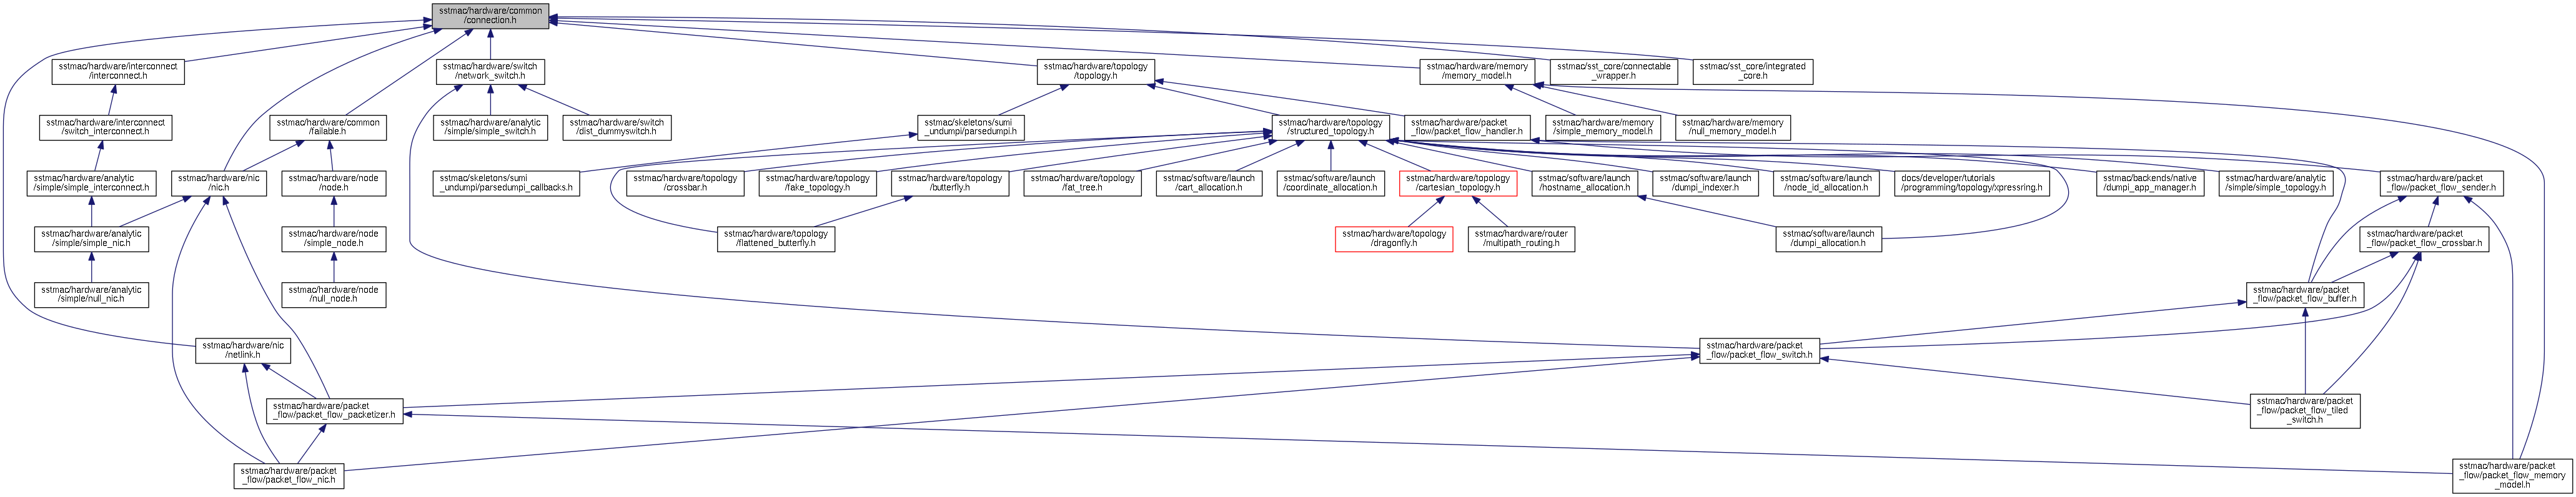 sstmac/hardware/common
/connection.h
sstmac/hardware/interconnect
/interconnect.h
sstmac/hardware/switch
/network_switch.h
sstmac/hardware/topology
/topology.h
sstmac/hardware/memory
/memory_model.h
sstmac/sst_core/connectable
_wrapper.h
sstmac/sst_core/integrated
_core.h
sstmac/hardware/interconnect
/switch_interconnect.h
sstmac/hardware/common
/failable.h
sstmac/hardware/analytic
/simple/simple_switch.h
sstmac/hardware/switch
/dist_dummyswitch.h
sstmac/skeletons/sumi
_undumpi/parsedumpi.h
sstmac/hardware/topology
/structured_topology.h
sstmac/hardware/packet
_flow/packet_flow_handler.h
sstmac/hardware/memory
/simple_memory_model.h
sstmac/hardware/memory
/null_memory_model.h
sstmac/hardware/analytic
/simple/simple_interconnect.h
sstmac/hardware/nic
/nic.h
sstmac/hardware/node
/node.h
sstmac/skeletons/sumi
_undumpi/parsedumpi_callbacks.h
sstmac/hardware/topology
/crossbar.h
sstmac/hardware/topology
/fake_topology.h
sstmac/hardware/topology
/butterfly.h
sstmac/hardware/topology
/fat_tree.h
sstmac/software/launch
/cart_allocation.h
sstmac/software/launch
/coordinate_allocation.h
sstmac/hardware/topology
/cartesian_topology.h
sstmac/software/launch
/hostname_allocation.h
sstmac/software/launch
/dumpi_indexer.h
sstmac/software/launch
/node_id_allocation.h
docs/developer/tutorials
/programming/topology/xpressring.h
sstmac/backends/native
/dumpi_app_manager.h
sstmac/hardware/analytic
/simple/simple_topology.h
sstmac/hardware/packet
_flow/packet_flow_sender.h
sstmac/hardware/analytic
/simple/simple_nic.h
sstmac/hardware/node
/simple_node.h
sstmac/hardware/topology
/flattened_butterfly.h
sstmac/hardware/topology
/dragonfly.h
sstmac/hardware/router
/multipath_routing.h
sstmac/software/launch
/dumpi_allocation.h
sstmac/hardware/packet
_flow/packet_flow_crossbar.h
sstmac/hardware/analytic
/simple/null_nic.h
sstmac/hardware/node
/null_node.h
sstmac/hardware/packet
_flow/packet_flow_buffer.h
sstmac/hardware/nic
/netlink.h
sstmac/hardware/packet
_flow/packet_flow_switch.h
sstmac/hardware/packet
_flow/packet_flow_packetizer.h
sstmac/hardware/packet
_flow/packet_flow_tiled
_switch.h
sstmac/hardware/packet
_flow/packet_flow_nic.h
sstmac/hardware/packet
_flow/packet_flow_memory
_model.h